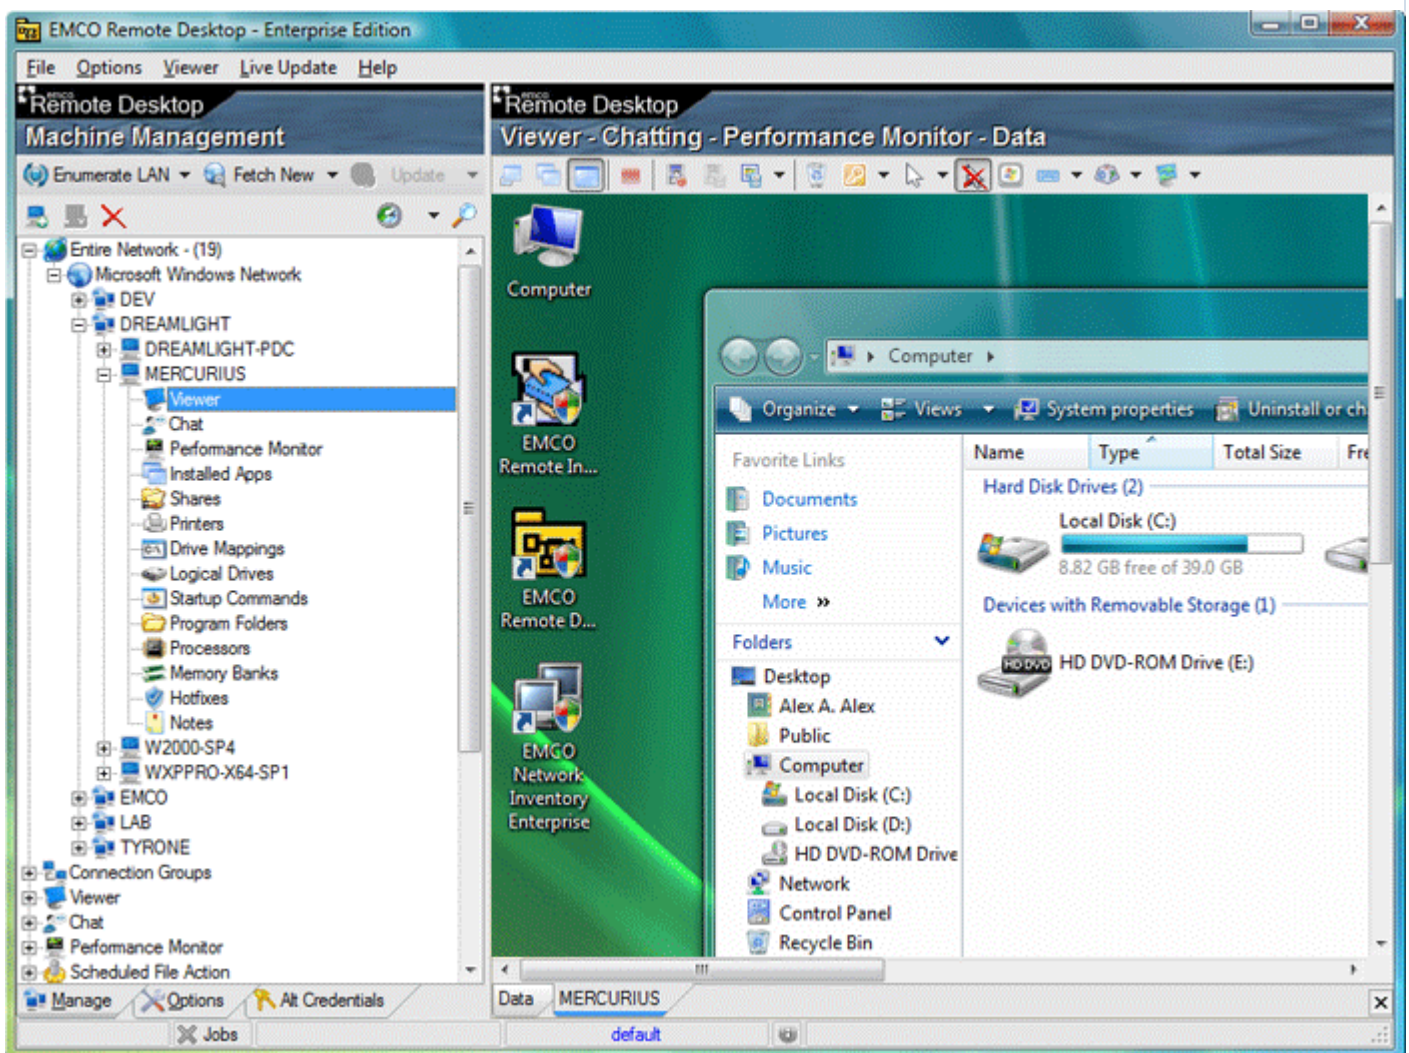 EMCO Remote Desktop - Enterprise Edition
File Options Viewer Live Update Help
emco
Remote Desktop
Machine Management
Enumerate LAN Fetch New Update
Entire Network - (19)
Microsoft Windows Network
DEV
DREAMLIGHT
DREAMLIGHT-PDC
MERCURIUS
Viewer
Chat
Performance Monitor
Installed Apps
Shares
Printers
Drive Mappings
Logical Drives
Startup Commands
Program Folders
Processors
Memory Banks
Hotfixes
Notes
W2000-SP4
WXPPRO-X64-SP1
EMCO
LAB
TYRONE
Connection Groups
Viewer
Chat
Performance Monitor
Scheduled File Action
Manage Options Alt Credentials
Jobs
emco
Remote Desktop
Viewer - Chatting - Performance Monitor - Data
Computer
EMCO
Remote In...
EMCO
Remote D...
EMCO
Network
Inventory
Enterprise
Computer
Organize Views System properties Uninstall or ch
Favorite Links
Documents
Pictures
Music
More »
Folders
Desktop
Alex A. Alex
Public
Computer
Local Disk (C:)
Local Disk (D:)
HD DVD-ROM Drive
Network
Control Panel
Recycle Bin
Name Type Total Size Fre
Hard Disk Drives (2)
Local Disk (C:)
8.82 GB free of 39.0 GB
Devices with Removable Storage (1)
HD DVD
HD DVD-ROM Drive (E:)
Data MERCURIUS
default